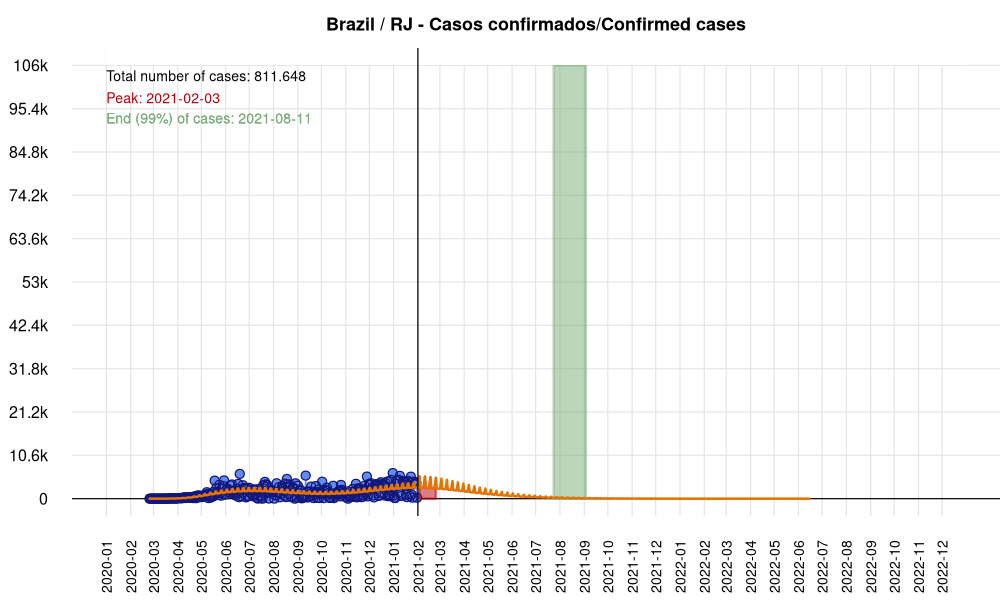 Brazil / RJ - Casos confirmados/Confirmed cases
106k
Total number of cases: 811.648
Peak: 2021-02-03
95.4k
End (99%) of cases: 2021-08-11
84.8k
74.2k
63.6k
53k
42.4k
31.8k
21.2k
10.6k
0
2020-01
2020-02
2020-03
2020-04
2020-05
2020-06
2020-07
2020-08
2020-09
2020-10
2020-11
2020-12
2021-01
2021-02
2021-03
2021-04
2021-05
2021-06
2021-07
2021-08
2021-09
2021-10
2021-11
2021-12
2022-01
2022-02
2022-03
2022-04
2022-05
2022-06
2022-07
2022-08
2022-09
2022-10
2022-11
2022-12